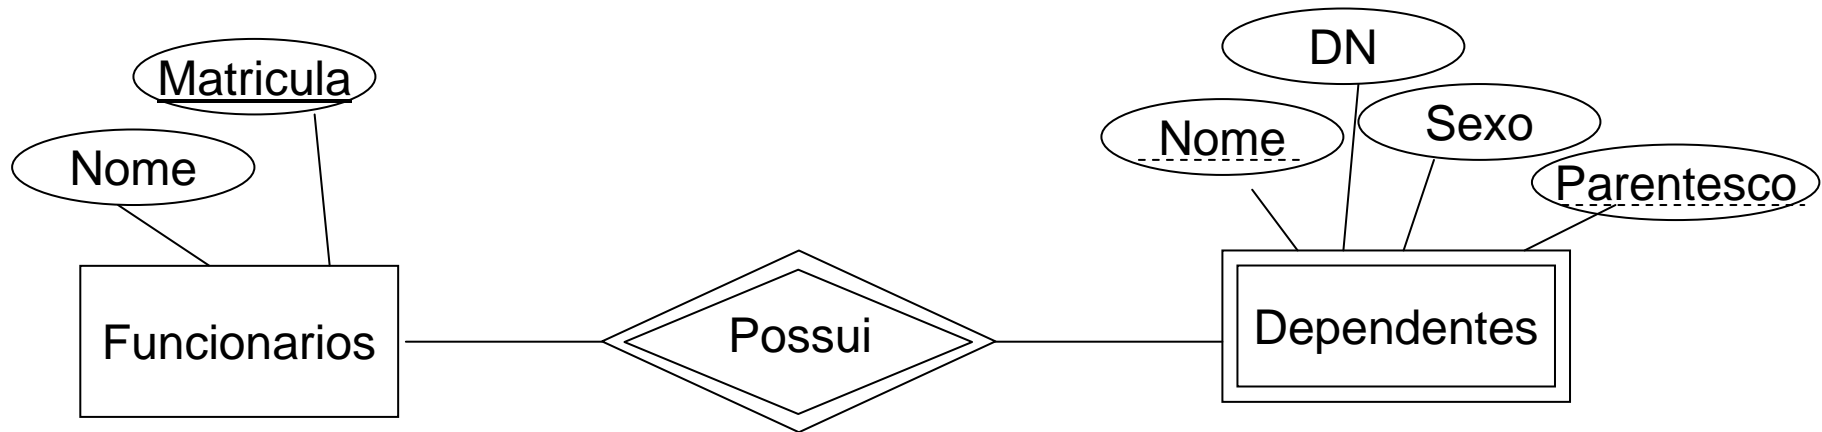 DN
Matricula
Sexo
Nome
Nome
Parentesco
Funcionarios
Possui
Dependentes